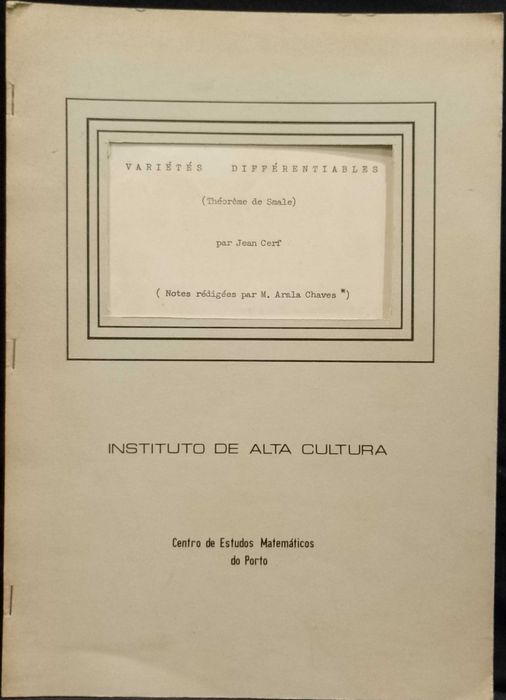 VARIÉTÉS DIFFÉRENTIABLES
(Théorème de Smale)
par Jean Cerf
( Notes rédigées par M. Arala Chaves *)
INSTITUTO DE ALTA CULTURA
Centro de Estudos Matemáticos
do Porto